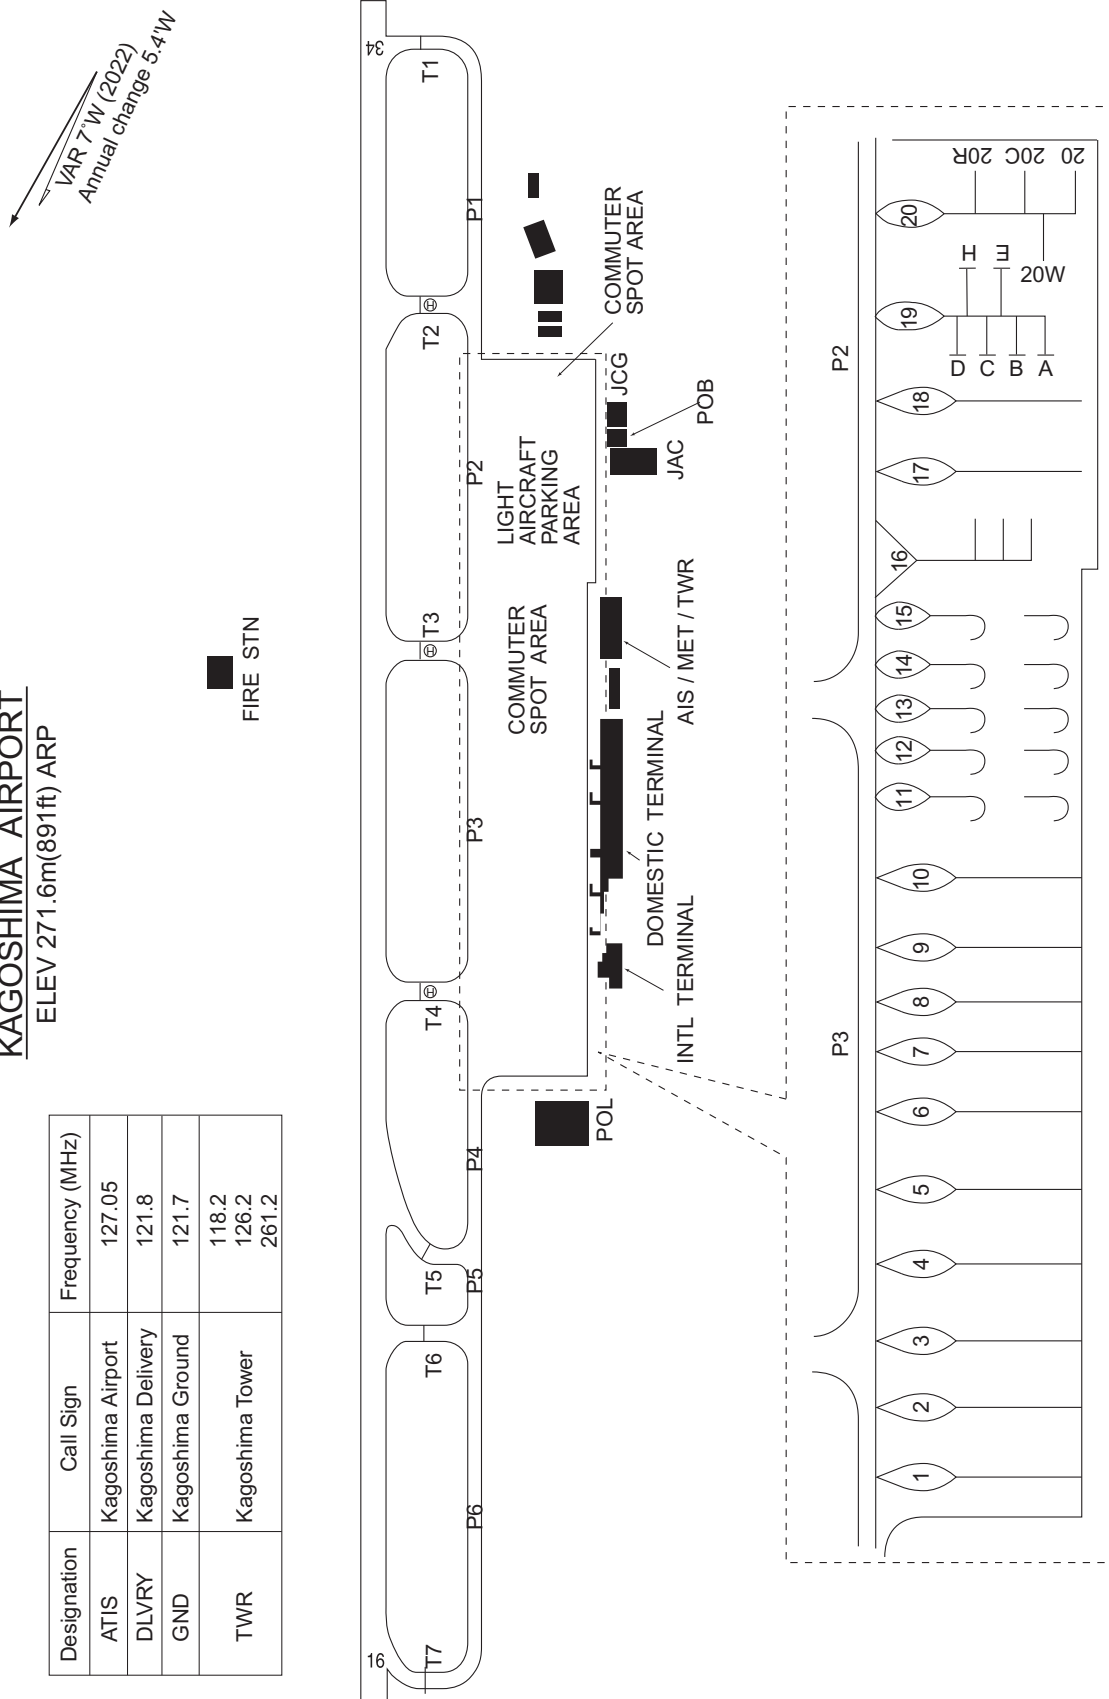 KAGOSHIMA AIRPORT
ELEV 271.6m(891ft) ARP
VAR 7°W (2022)
Annual change 5.4'W
Designation Call Sign Frequency (MHz)
ATIS Kagoshima Airport 127.05
DLVRY Kagoshima Delivery 121.8
GND Kagoshima Ground 121.7
TWR Kagoshima Tower 118.2
126.2
261.2
FIRE STN
16
34
T7
T6
T5
T4
T3
T2
T1
H
H
H
P6
P5
P4
P3
P2
P1
POL
COMMUTER
SPOT AREA
LIGHT
AIRCRAFT
PARKING
AREA
COMMUTER
SPOT AREA
INTL TERMINAL
DOMESTIC TERMINAL
AIS / MET / TWR
JAC
POB
JCG
P3
P2
1
2
3
4
5
6
7
8
9
10
11
12
13
14
15
16
17
18
19
20
D
C
B
A
H
E
20W
20R
20C
20